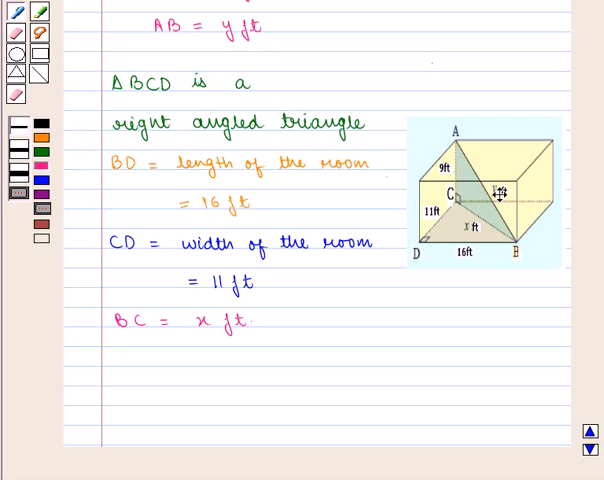 AB = y ft
ΔBCD is a
right angled triangle
BD = length of the room
= 16 ft
CD = width of the room
= 11 ft
BC = x ft.
A
9ft
C
11ft
x ft
D
16ft
B